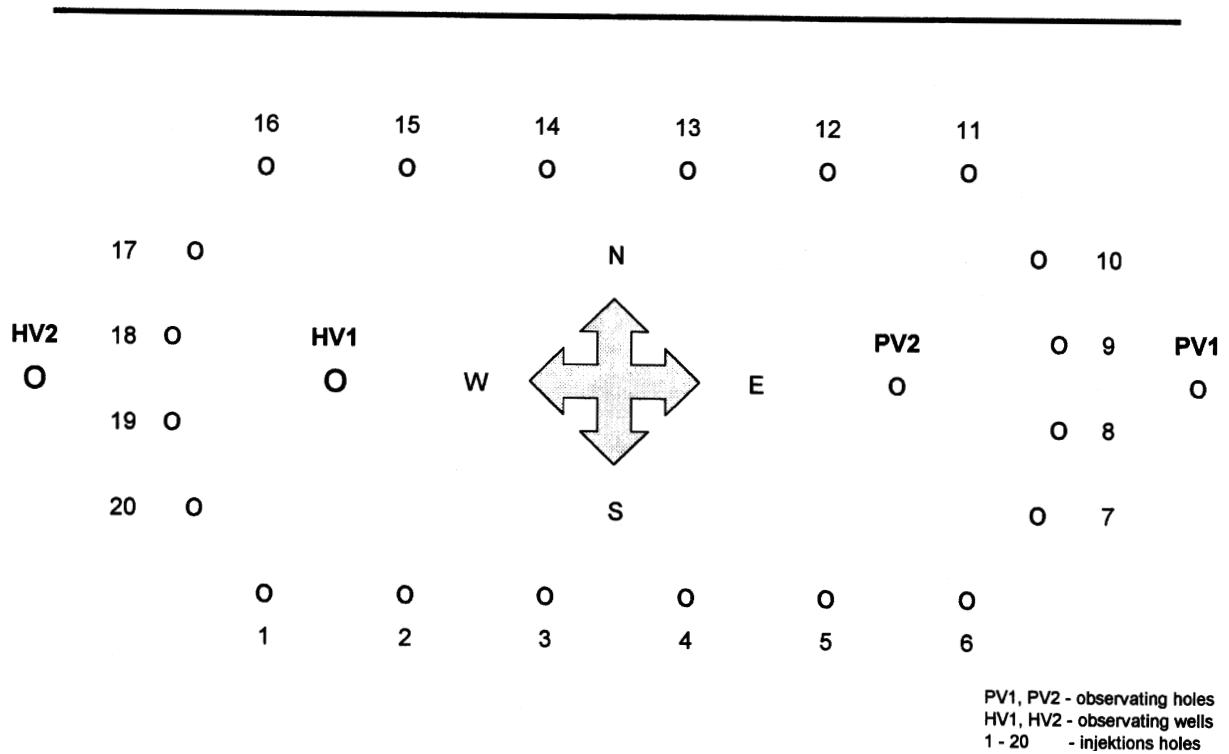 16 15 14 13 12 11
O O O O O O
17 O N O 10
HV2 18 O HV1 PV2 O 9 PV1
O O W E O O
19 O O 8
20 O S O 7
O O O O O O
1 2 3 4 5 6
PV1, PV2 - observating holes
HV1, HV2 - observating wells
1 - 20 - injektions holes